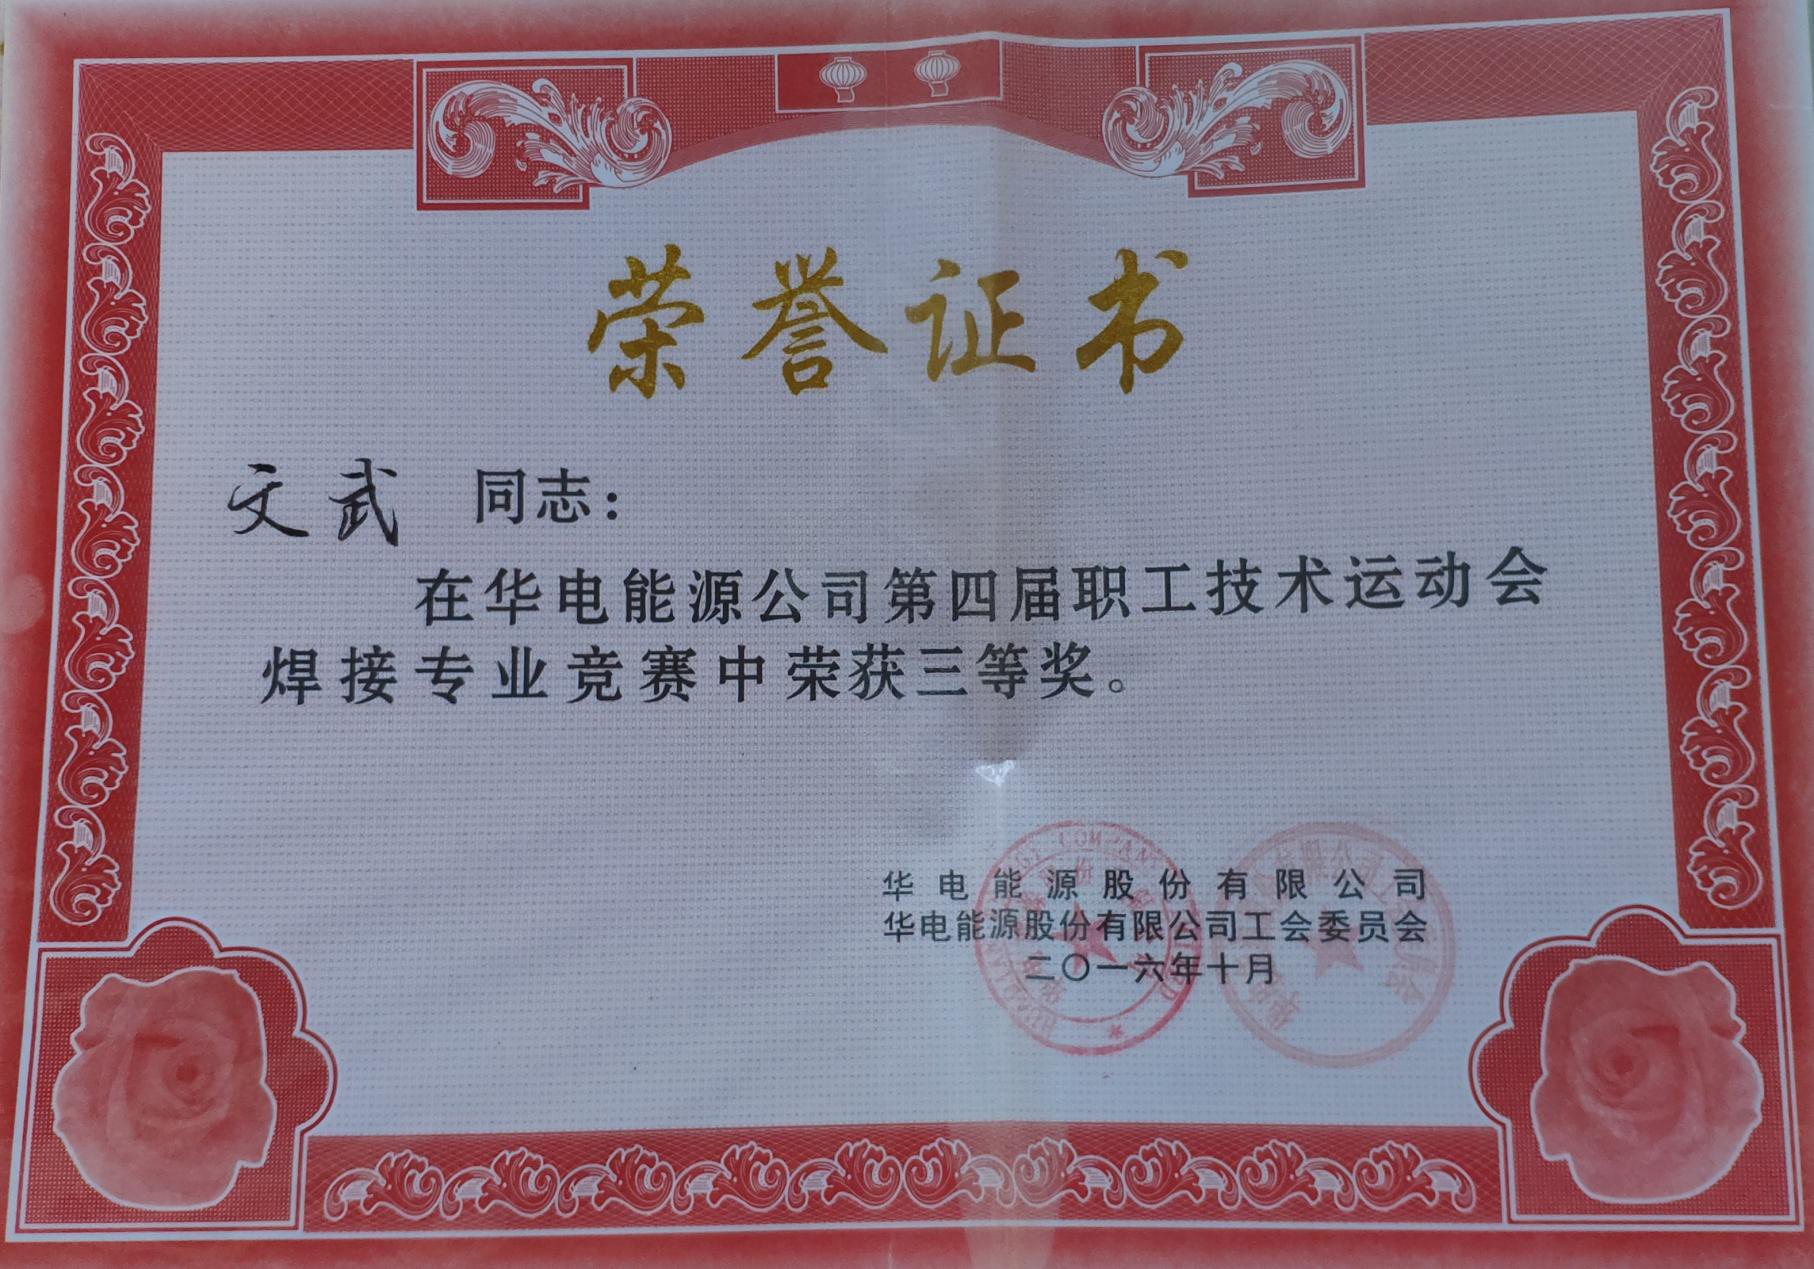 荣誉证书
文武 同志：
在华电能源公司第四届职工技术运动会
焊接专业竞赛中荣获三等奖。
华电能源股份有限公司
华电能源股份有限公司工会委员会
二〇一六年十月